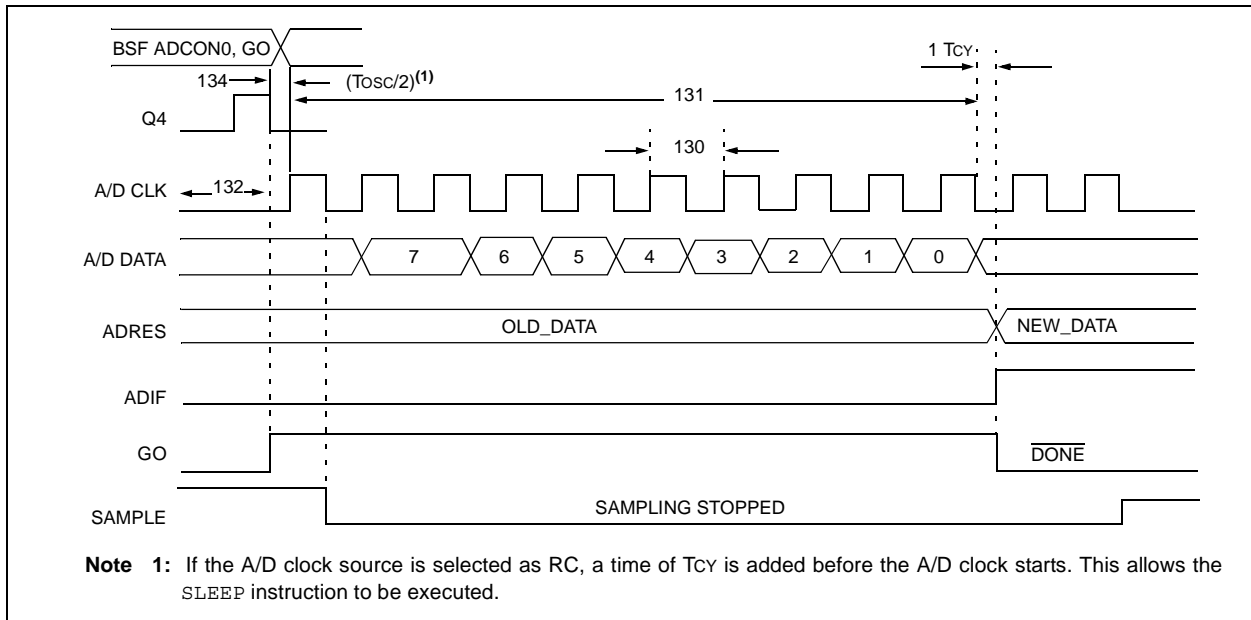 BSF ADCON0, GO
134
(TOSC/2)(1)
1 TCY
131
Q4
130
A/D CLK
132
A/D DATA
7 6 5 4 3 2 1 0
ADRES
OLD_DATA
NEW_DATA
ADIF
GO
DONE
SAMPLE
SAMPLING STOPPED
Note 1: If the A/D clock source is selected as RC, a time of TCY is added before the A/D clock starts. This allows the
SLEEP instruction to be executed.